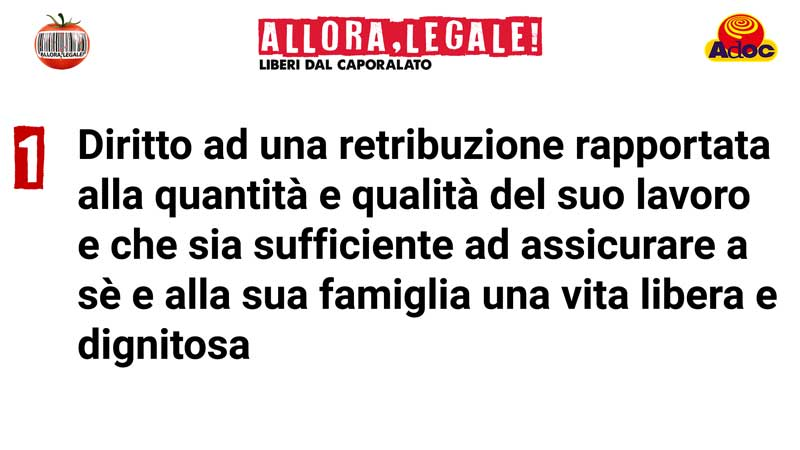 ALLORA,LEGALE!
ALLORA,LEGALE!
LIBERI DAL CAPORALATO
Adoc
1
Diritto ad una retribuzione rapportata
alla quantità e qualità del suo lavoro
e che sia sufficiente ad assicurare a
sè e alla sua famiglia una vita libera e
dignitosa